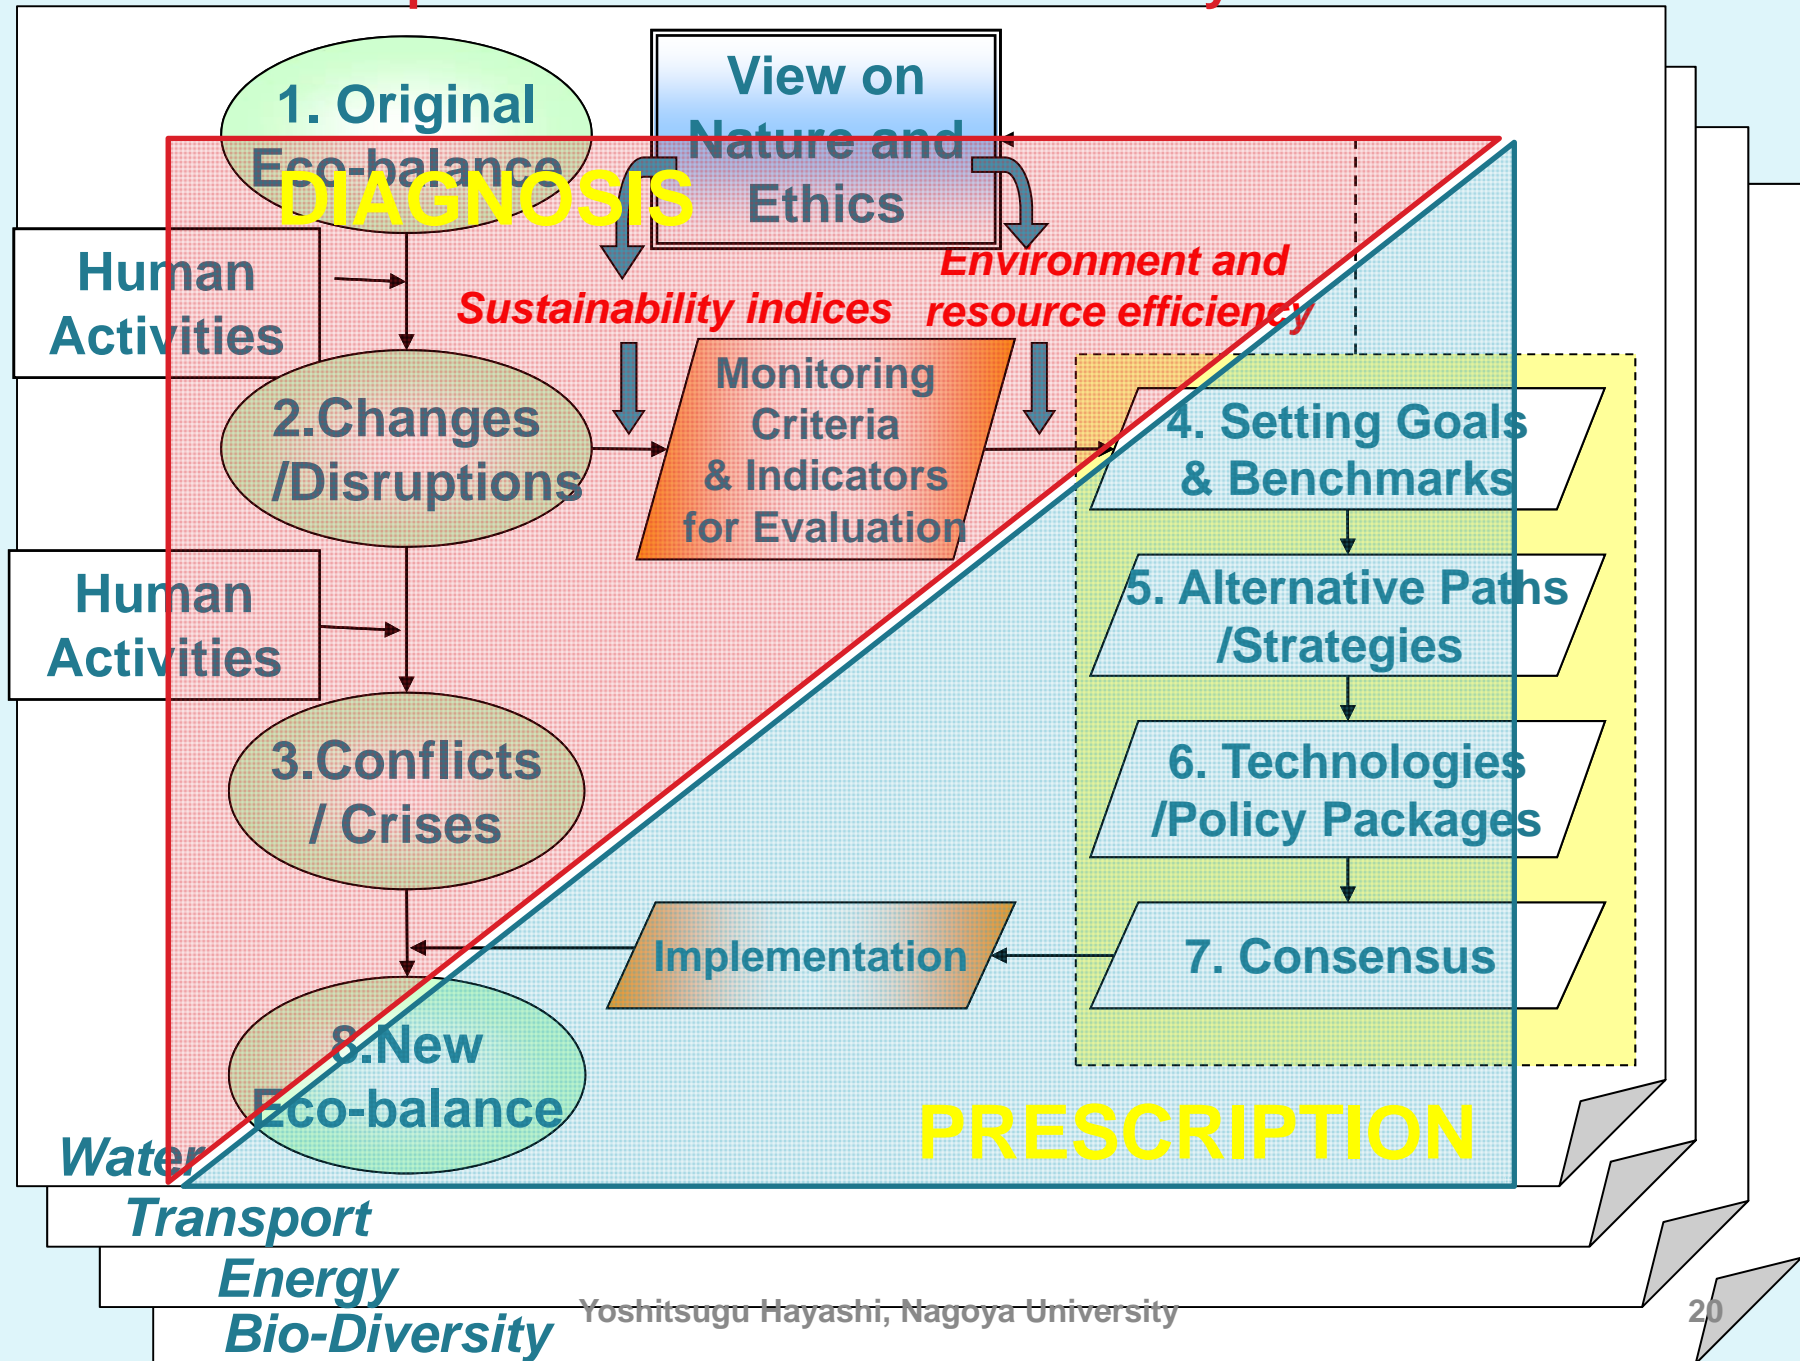 1. Original
Eco-balance
View on
Nature and
Ethics
DIAGNOSIS
Human
Activities
Sustainability indices
Environment and
resource efficiency
2.Changes
/Disruptions
Monitoring
Criteria
& Indicators
for Evaluation
4. Setting Goals
& Benchmarks
Human
Activities
5. Alternative Paths
/Strategies
3.Conflicts
/ Crises
6. Technologies
/Policy Packages
Implementation
7. Consensus
8.New
Eco-balance
PRESCRIPTION
Water
Transport
Energy
Bio-Diversity
Yoshitsugu Hayashi, Nagoya University
20